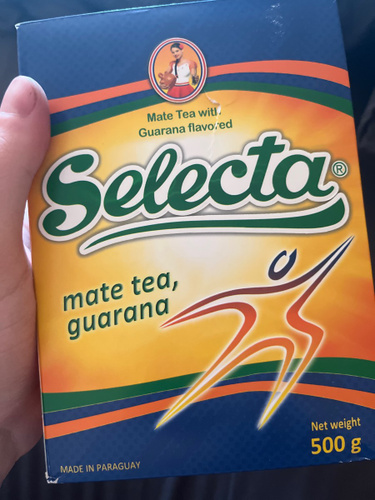 Mate Tea with
Guarana flavored
Selecta®
mate tea,
guarana
Net weight
500 g
MADE IN PARAGUAY